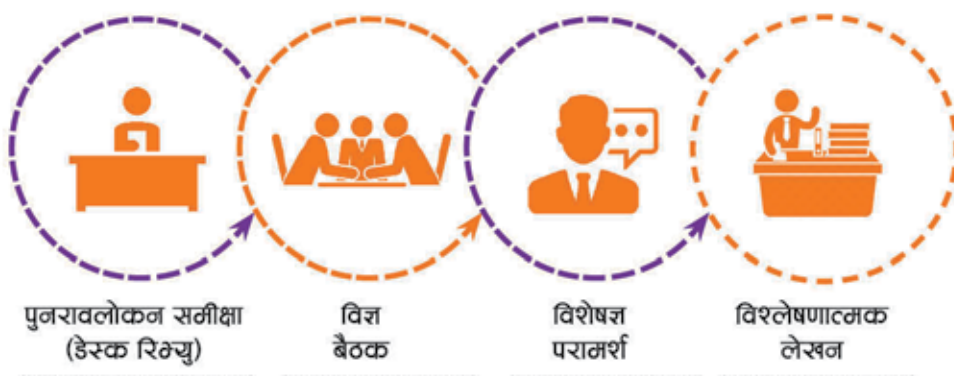 पुनरावलोकन समीक्षा
(डेस्क रिभ्यु)
विज्ञ
बैठक
विशेषज्ञ
परामर्श
विश्लेषणात्मक
लेखन